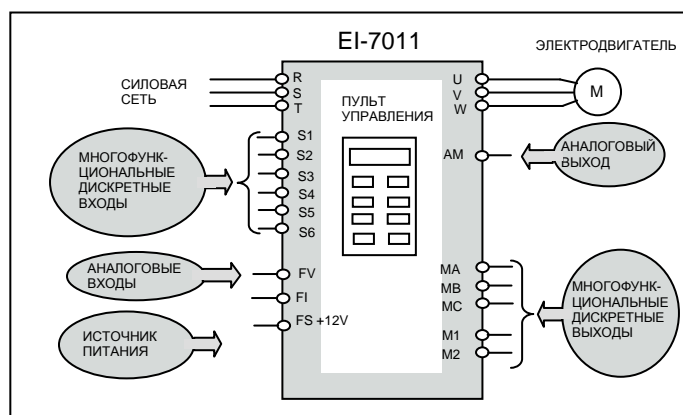 EI-7011
ЭЛЕКТРОДВИГАТЕЛЬ
СИЛОВАЯ
СЕТЬ
R
S
T
ПУЛЬТ
УПРАВЛЕНИЯ
U
V
W
M
МНОГОФУНК-
ЦИОНАЛЬНЫЕ
ДИСКРЕТНЫЕ
ВХОДЫ
S1
S2
S3
S4
S5
S6
AM
АНАЛОГОВЫЙ
ВЫХОД
АНАЛОГОВЫЕ
ВХОДЫ
FV
FI
ИСТОЧНИК
ПИТАНИЯ
FS +12V
MA
MB
MC
M1
M2
МНОГОФУНК-
ЦИОНАЛЬНЫЕ
ДИСКРЕТНЫЕ
ВЫХОДЫ